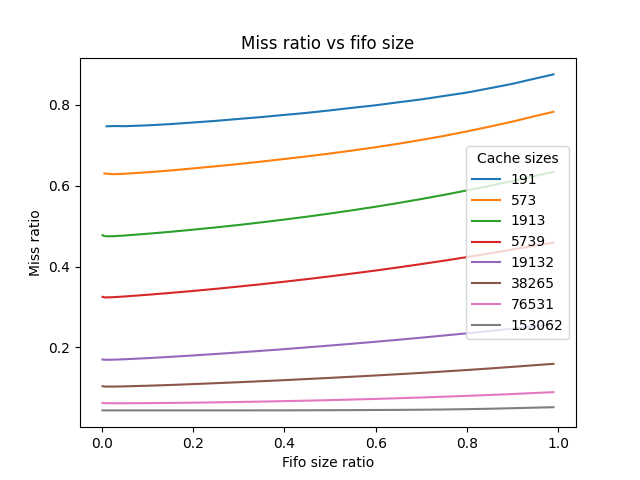 Miss ratio vs fifo size
Miss ratio
0.8
0.6
0.4
0.2
Cache sizes
191
573
1913
5739
19132
38265
76531
153062
0.0 0.2 0.4 0.6 0.8 1.0
Fifo size ratio